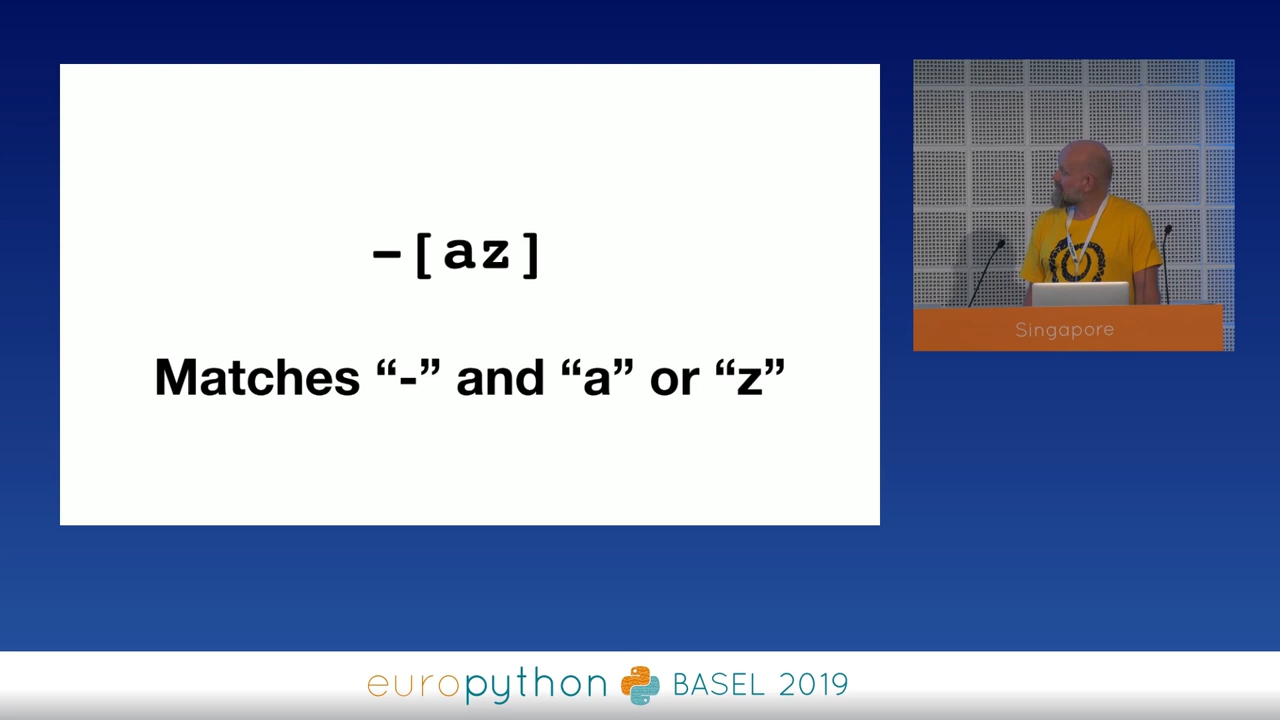 –[az]
Matches “-” and “a” or “z”
Singapore
europython BASEL 2019